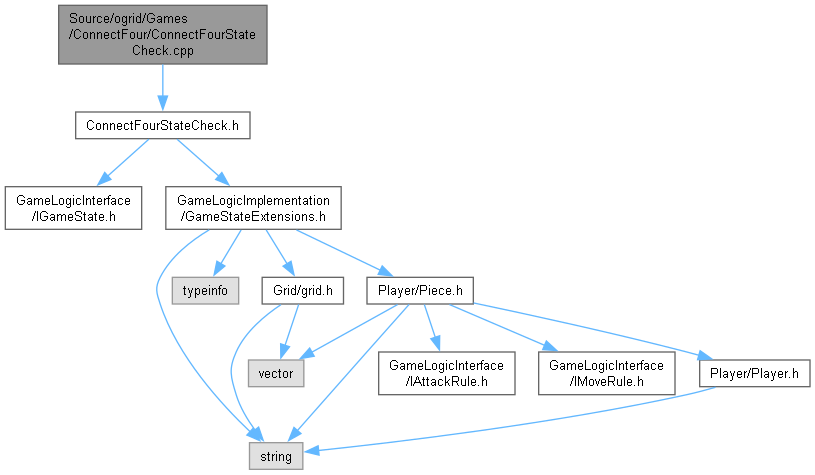 Source/ogrid/Games
/ConnectFour/ConnectFourState
Check.cpp
ConnectFourStateCheck.h
GameLogicInterface
/IGameState.h
GameLogicImplementation
/GameStateExtensions.h
typeinfo
Grid/grid.h
Player/Piece.h
vector
GameLogicInterface
/IAttackRule.h
GameLogicInterface
/IMoveRule.h
Player/Player.h
string